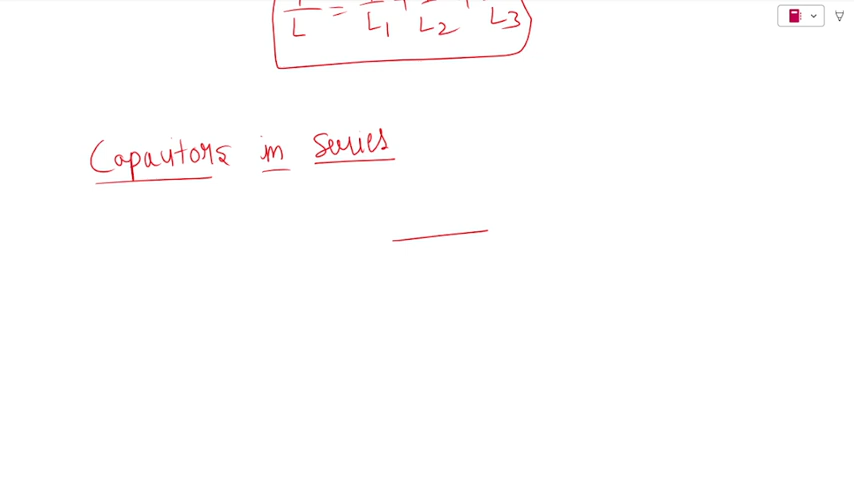 1/L = 1/L1 + 1/L2 + 1/L3
Capacitors in Series